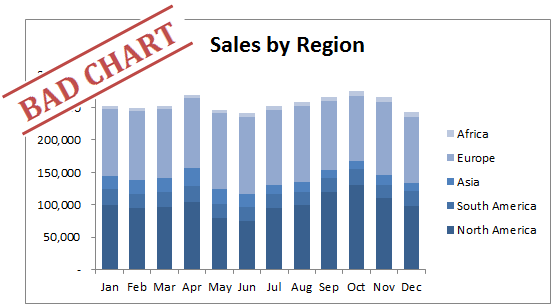 BAD CHART
Sales by Region
200,000
150,000
100,000
50,000
-
Jan Feb Mar Apr May Jun Jul Aug Sep Oct Nov Dec
Africa
Europe
Asia
South America
North America